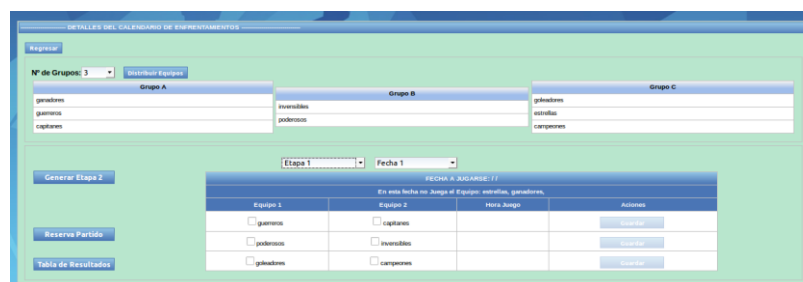 DETALLES DEL CALENDARIO DE ENFRENTAMIENTOS
Regresar
Nº de Grupos: 3 Distribuir Equipos
Grupo A Grupo B Grupo C
ganadores invensibles goleadores
guerreros poderosos estrellas
capitanes campeones
Etapa 1 Fecha 1
Generar Etapa 2
FECHA A JUGARSE: / /
En esta fecha no Juega el Equipo: estrellas, ganadores,
Equipo 1 Equipo 2 Hora Juego Aciones
guerreros capitanes Guardar
Reserva Partido
poderosos invensibles Guardar
Tabla de Resultados goleadores campeones Guardar